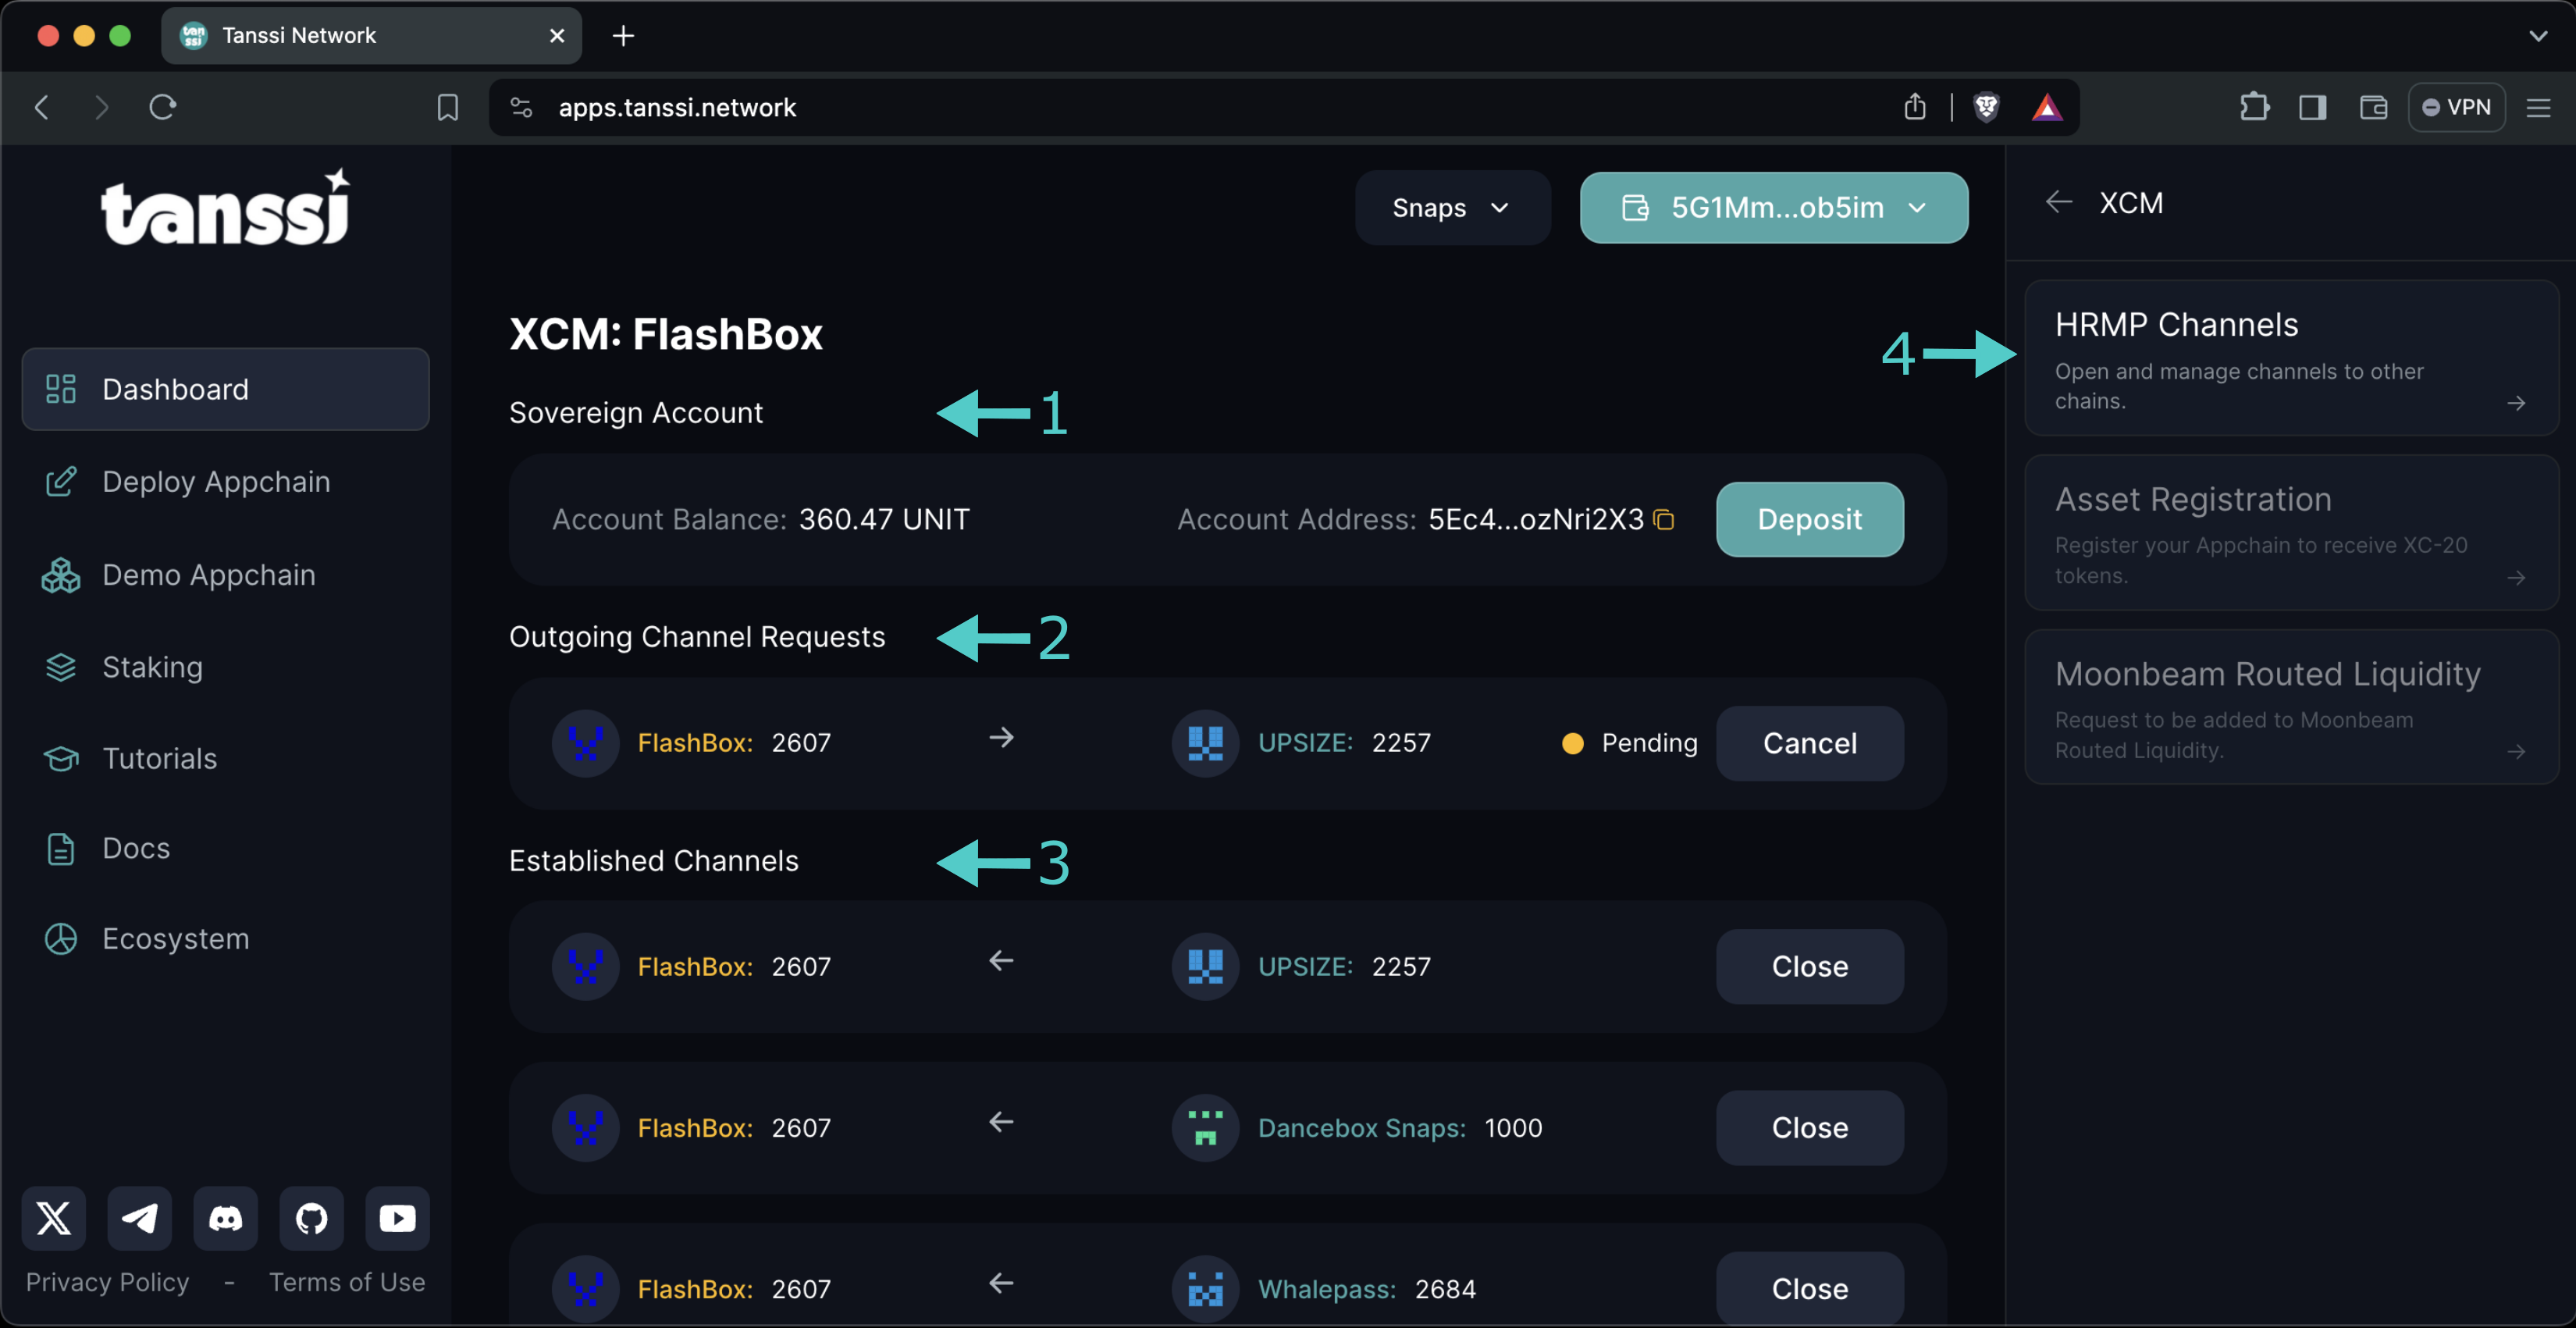 tanssi
Tanssi Network
apps.tanssi.network
VPN
tanssi
Snaps
5G1Mm...ob5im
XCM
Dashboard
Deploy Appchain
Demo Appchain
Staking
Tutorials
Docs
Ecosystem
Privacy Policy - Terms of Use
XCM: FlashBox
Sovereign Account
1
Account Balance: 360.47 UNIT
Account Address: 5Ec4...ozNri2X3
Deposit
Outgoing Channel Requests
2
FlashBox: 2607
UPSIZE: 2257
Pending
Cancel
Established Channels
3
FlashBox: 2607
UPSIZE: 2257
Close
FlashBox: 2607
Dancebox Snaps: 1000
Close
FlashBox: 2607
Whalepass: 2684
Close
4
HRMP Channels
Open and manage channels to other
chains.
Asset Registration
Register your Appchain to receive XC-20
tokens.
Moonbeam Routed Liquidity
Request to be added to Moonbeam
Routed Liquidity.